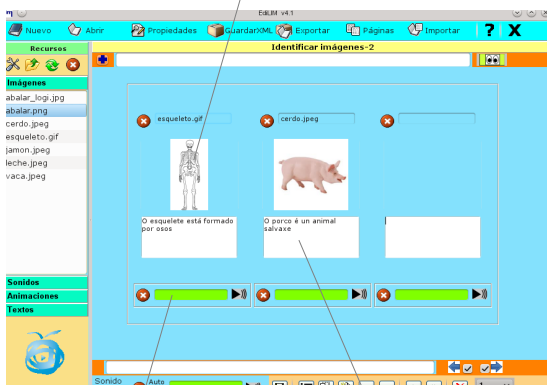 EdiLIM v4.1
Nuevo Abrir Propiedades GuardarXML Exportar Páginas Importar ? X
Recursos
Identificar imágenes-2
Imágenes
abalar_logi.jpg
abalar.png
cerdo.jpeg
esqueleto.gif
jamon.jpeg
leche.jpeg
vaca.jpeg
esqueleto.gif
cerdo.jpeg
O esquelete está formado
por osos
O porco é un animal
salvaxe
Sonidos
Animaciones
Textos
Sonido
Auto
1